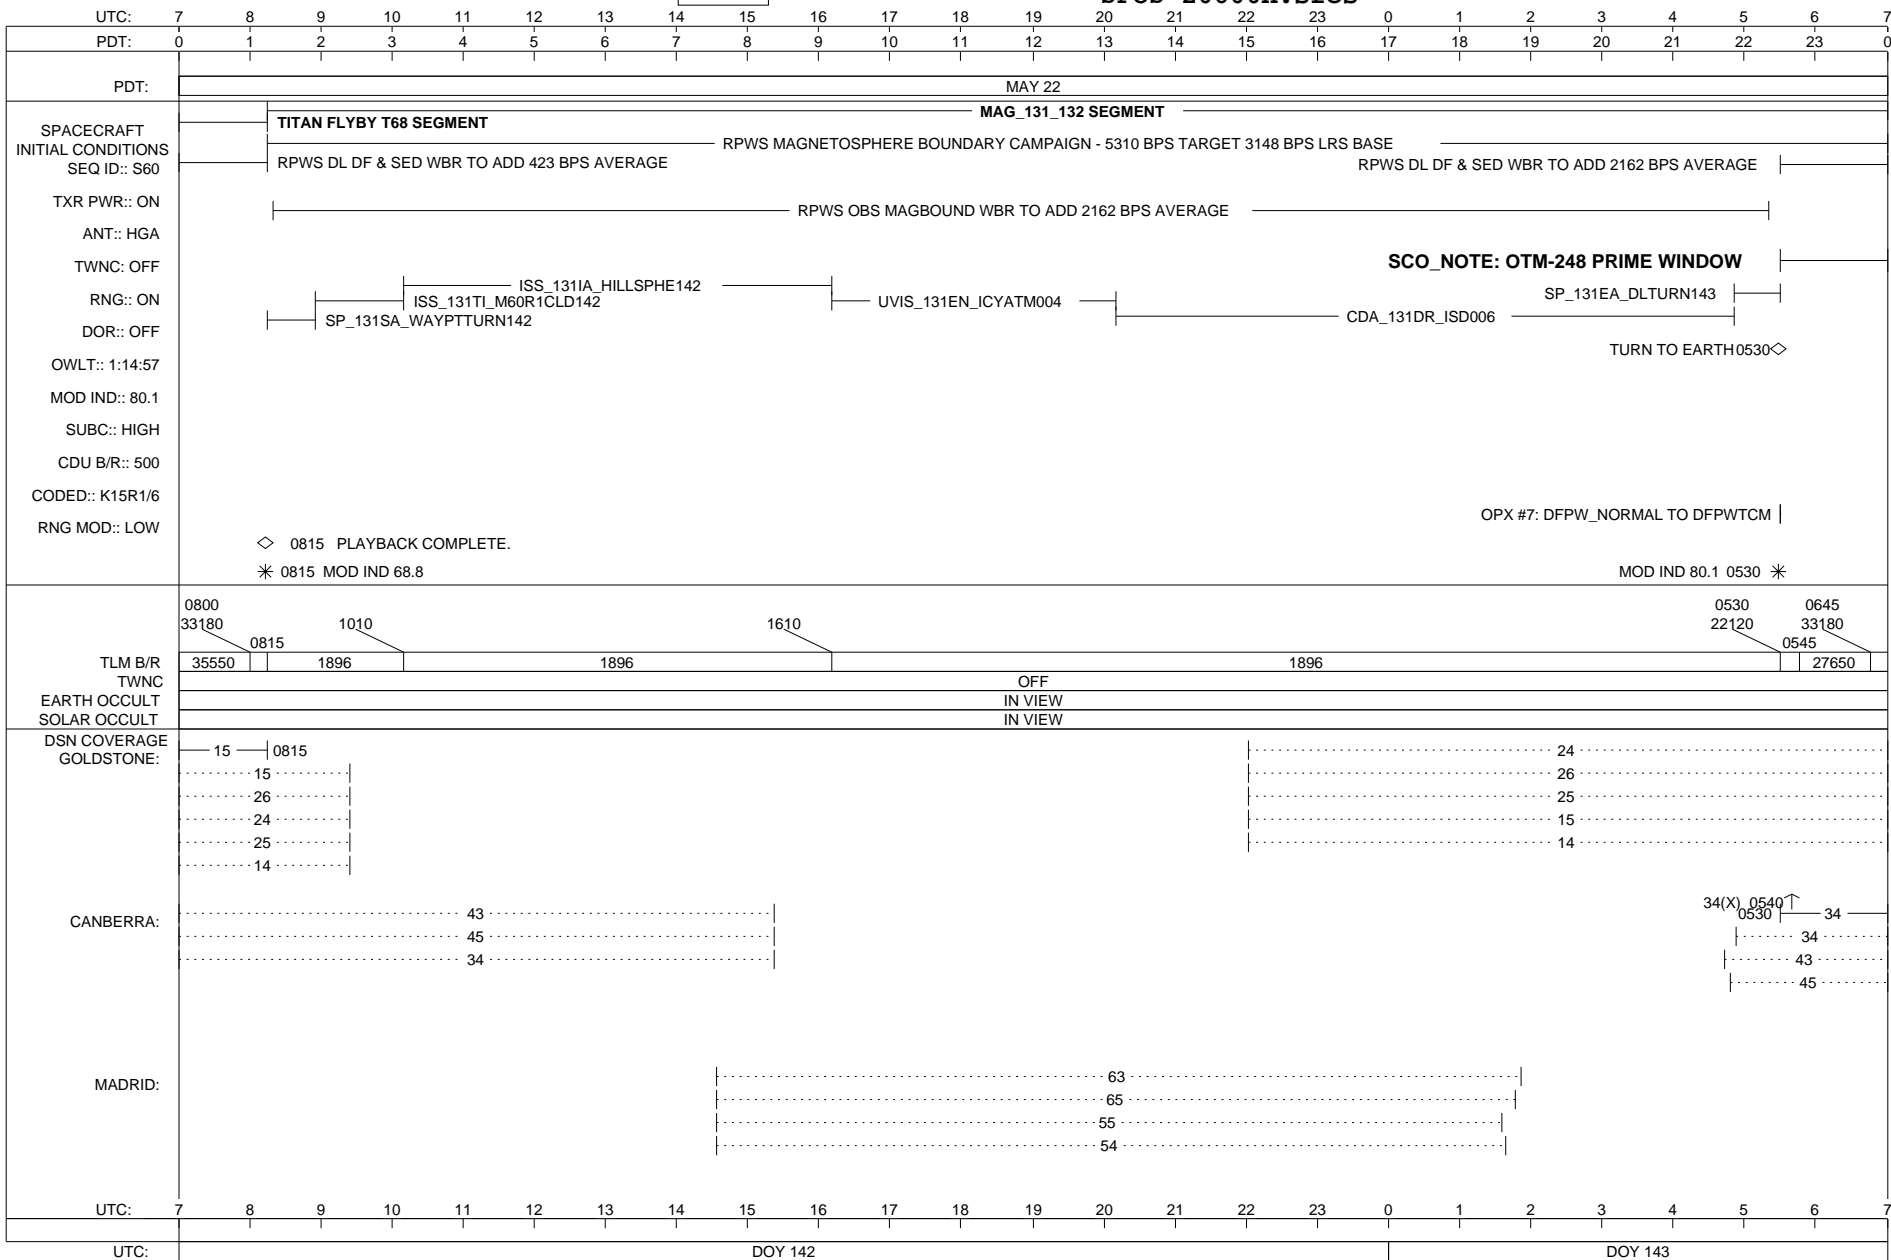 UTC: 7 8 9 10 11 12 13 14 15 16 17 18 19 20 21 22 23 0 1 2 3 4 5 6 7
PDT: 0 1 2 3 4 5 6 7 8 9 10 11 12 13 14 15 16 17 18 19 20 21 22 23 0
PDT: MAY 22
MAG_131_132 SEGMENT
TITAN FLYBY T68 SEGMENT
SPACECRAFT
INITIAL CONDITIONS
RPWS MAGNETOSPHERE BOUNDARY CAMPAIGN - 5310 BPS TARGET 3148 BPS LRS BASE
SEQ ID:: S60
RPWS DL DF & SED WBR TO ADD 423 BPS AVERAGE
RPWS DL DF & SED WBR TO ADD 2162 BPS AVERAGE
TXR PWR:: ON
RPWS OBS MAGBOUND WBR TO ADD 2162 BPS AVERAGE
ANT:: HGA
TWNC: OFF
SCO_NOTE: OTM-248 PRIME WINDOW
ISS_131IA_HILLSPHE142
RNG:: ON
ISS_131TI_M60R1CLD142
UVIS_131EN_ICYATM004
SP_131EA_DLTURN143
SP_131SA_WAYPTTURN142
CDA_131DR_ISD006
DOR:: OFF
TURN TO EARTH 0530
OWLT:: 1:14:57
MOD IND:: 80.1
SUBC:: HIGH
CDU B/R:: 500
CODED:: K15R1/6
OPX #7: DFPW_NORMAL TO DFPWTCM
RNG MOD:: LOW
0815 PLAYBACK COMPLETE.
0815 MOD IND 68.8
MOD IND 80.1 0530
0800 0530 0645
33180 1010 1610 22120 33180
0815 0545
TLM B/R 35550 1896 1896 1896 27650
TWNC OFF
EARTH OCCULT IN VIEW
SOLAR OCCULT IN VIEW
DSN COVERAGE
GOLDSTONE:
15 0815 24
15 26
26 25
24 15
25 14
14
34(X) 0540
CANBERRA:
43 0530 34
45 34
34 43
45
MADRID:
63
65
55
54
UTC: 7 8 9 10 11 12 13 14 15 16 17 18 19 20 21 22 23 0 1 2 3 4 5 6 7
UTC: DOY 142 DOY 143